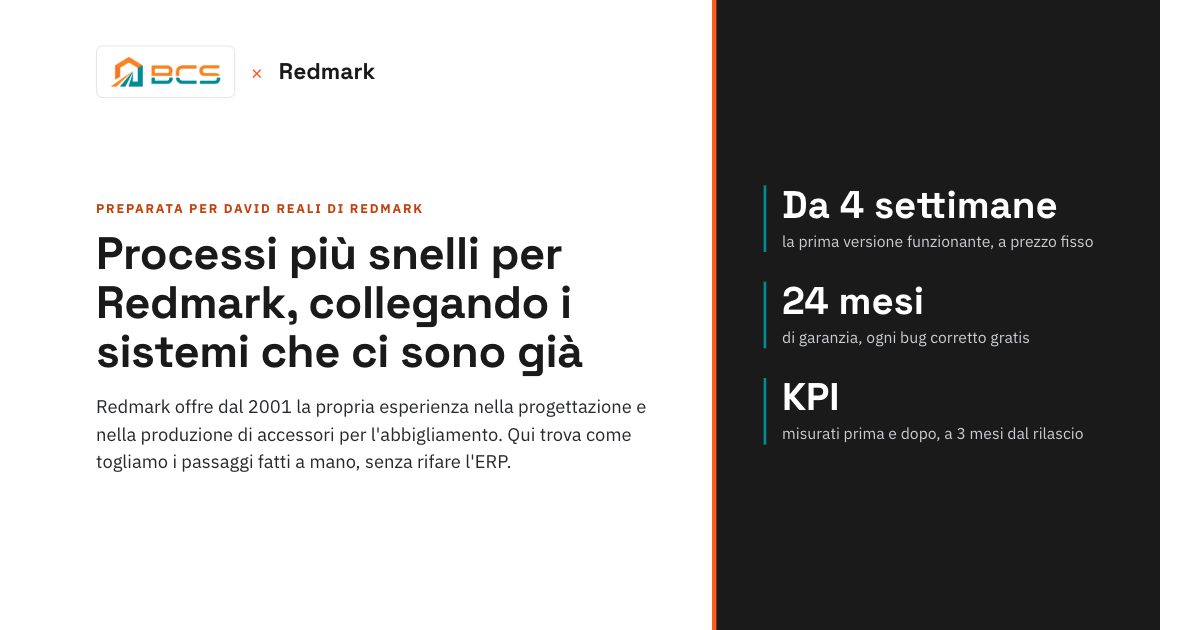 BCS × Redmark
PREPARATA PER DAVID REALI DI REDMARK
Processi più snelli per
Redmark, collegando i
sistemi che ci sono già
Redmark offre dal 2001 la propria esperienza nella progettazione e
nella produzione di accessori per l'abbigliamento. Qui trova come
togliamo i passaggi fatti a mano, senza rifare l'ERP.
Da 4 settimane
la prima versione funzionante, a prezzo fisso
24 mesi
di garanzia, ogni bug corretto gratis
KPI
misurati prima e dopo, a 3 mesi dal rilascio